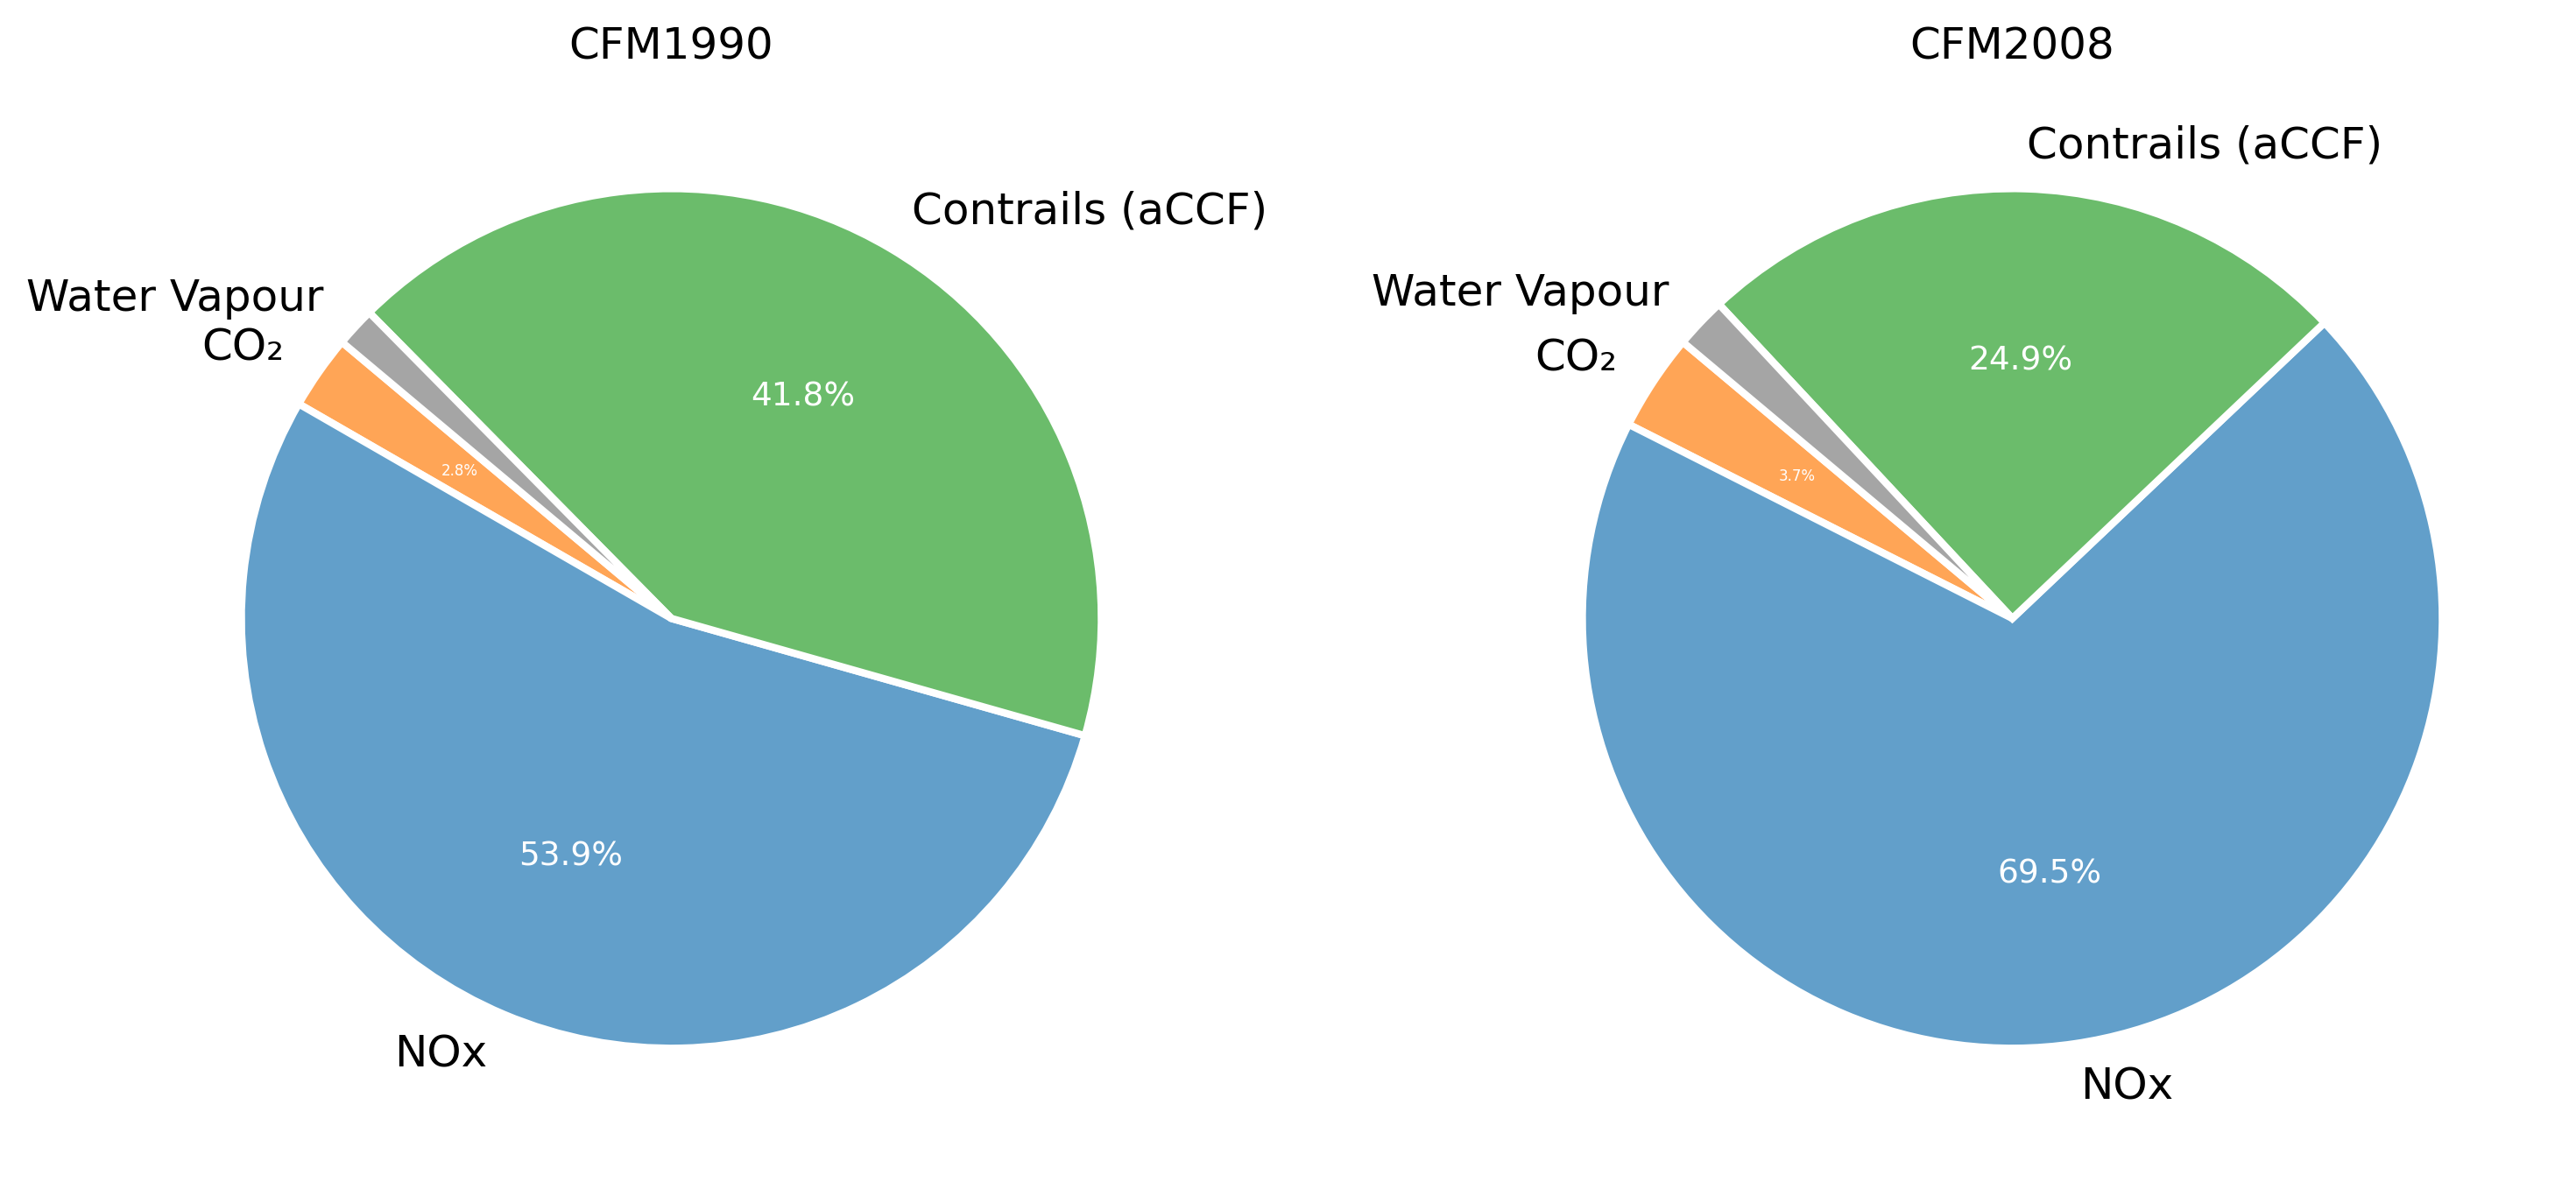 CFM1990
Contrails (aCCF)
Water Vapour
CO₂
41.8%
2.8%
53.9%
NOx
CFM2008
Contrails (aCCF)
Water Vapour
CO₂
24.9%
3.7%
69.5%
NOx